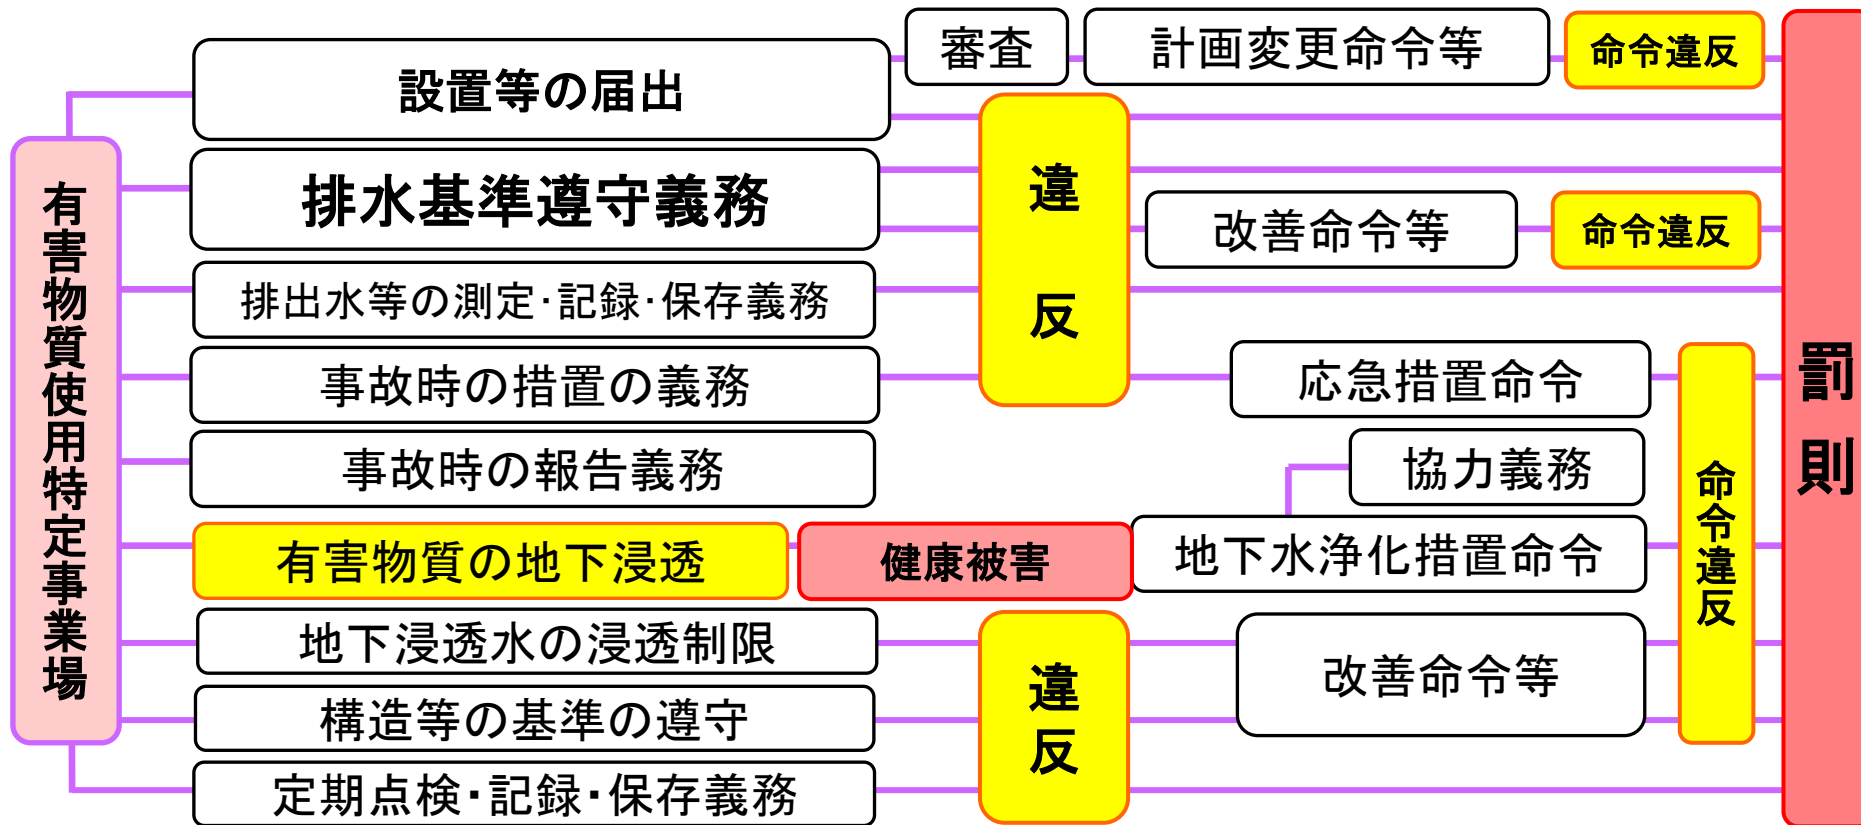 有害物質使用特定事業場
設置等の届出
審査
計画変更命令等
命令違反
排水基準遵守義務
違反
改善命令等
命令違反
排出水等の測定・記録・保存義務
事故時の措置の義務
応急措置命令
事故時の報告義務
協力義務
有害物質の地下浸透
健康被害
地下水浄化措置命令
命令違反
地下浸透水の浸透制限
構造等の基準の遵守
違反
改善命令等
定期点検・記録・保存義務
罰則